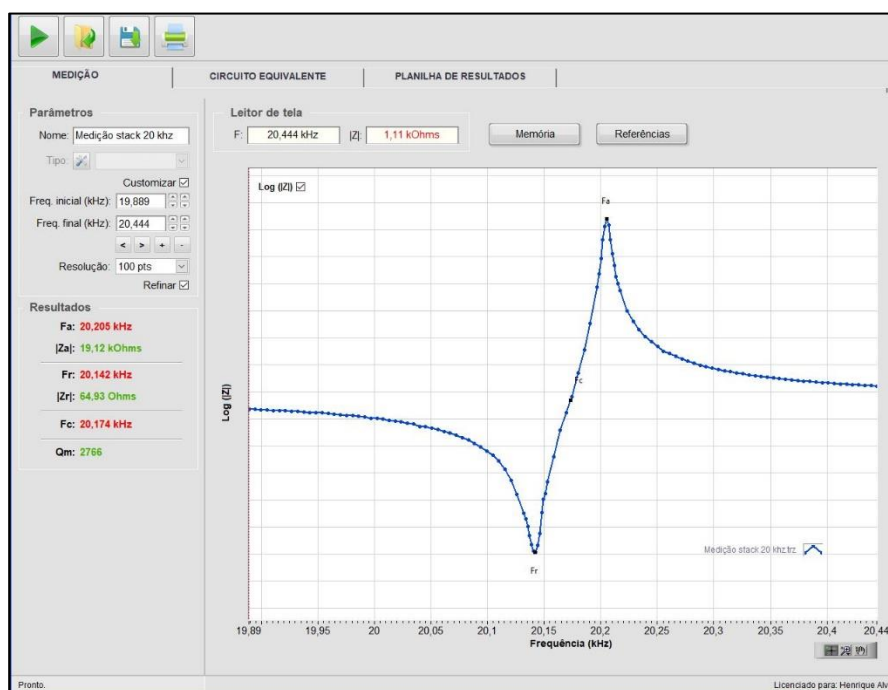 MEDIÇÃO CIRCUITO EQUIVALENTE PLANILHA DE RESULTADOS
Parâmetros
Nome: Medição stack 20 khz
Tipo:
Customizar
Freq. inicial (kHz): 19,889
Freq. final (kHz): 20,444
< > + -
Resolução: 100 pts
Refinar
Resultados
Fa: 20,205 kHz
|Za|: 19,12 kOhms
Fr: 20,142 kHz
|Zr|: 64,93 Ohms
Fc: 20,174 kHz
Qm: 2766
Leitor de tela
F: 20,444 kHz |Z|: 1,11 kOhms Memória Referências
Log (|Z|)
Fa
Fc
Log (|Z|)
Medição stack 20 khz.trz
Fr
19,89 19,95 20 20,05 20,1 20,15 20,2 20,25 20,3 20,35 20,4 20,44
Frequência (kHz)
Pronto. Licenciado para: Henrique Alv